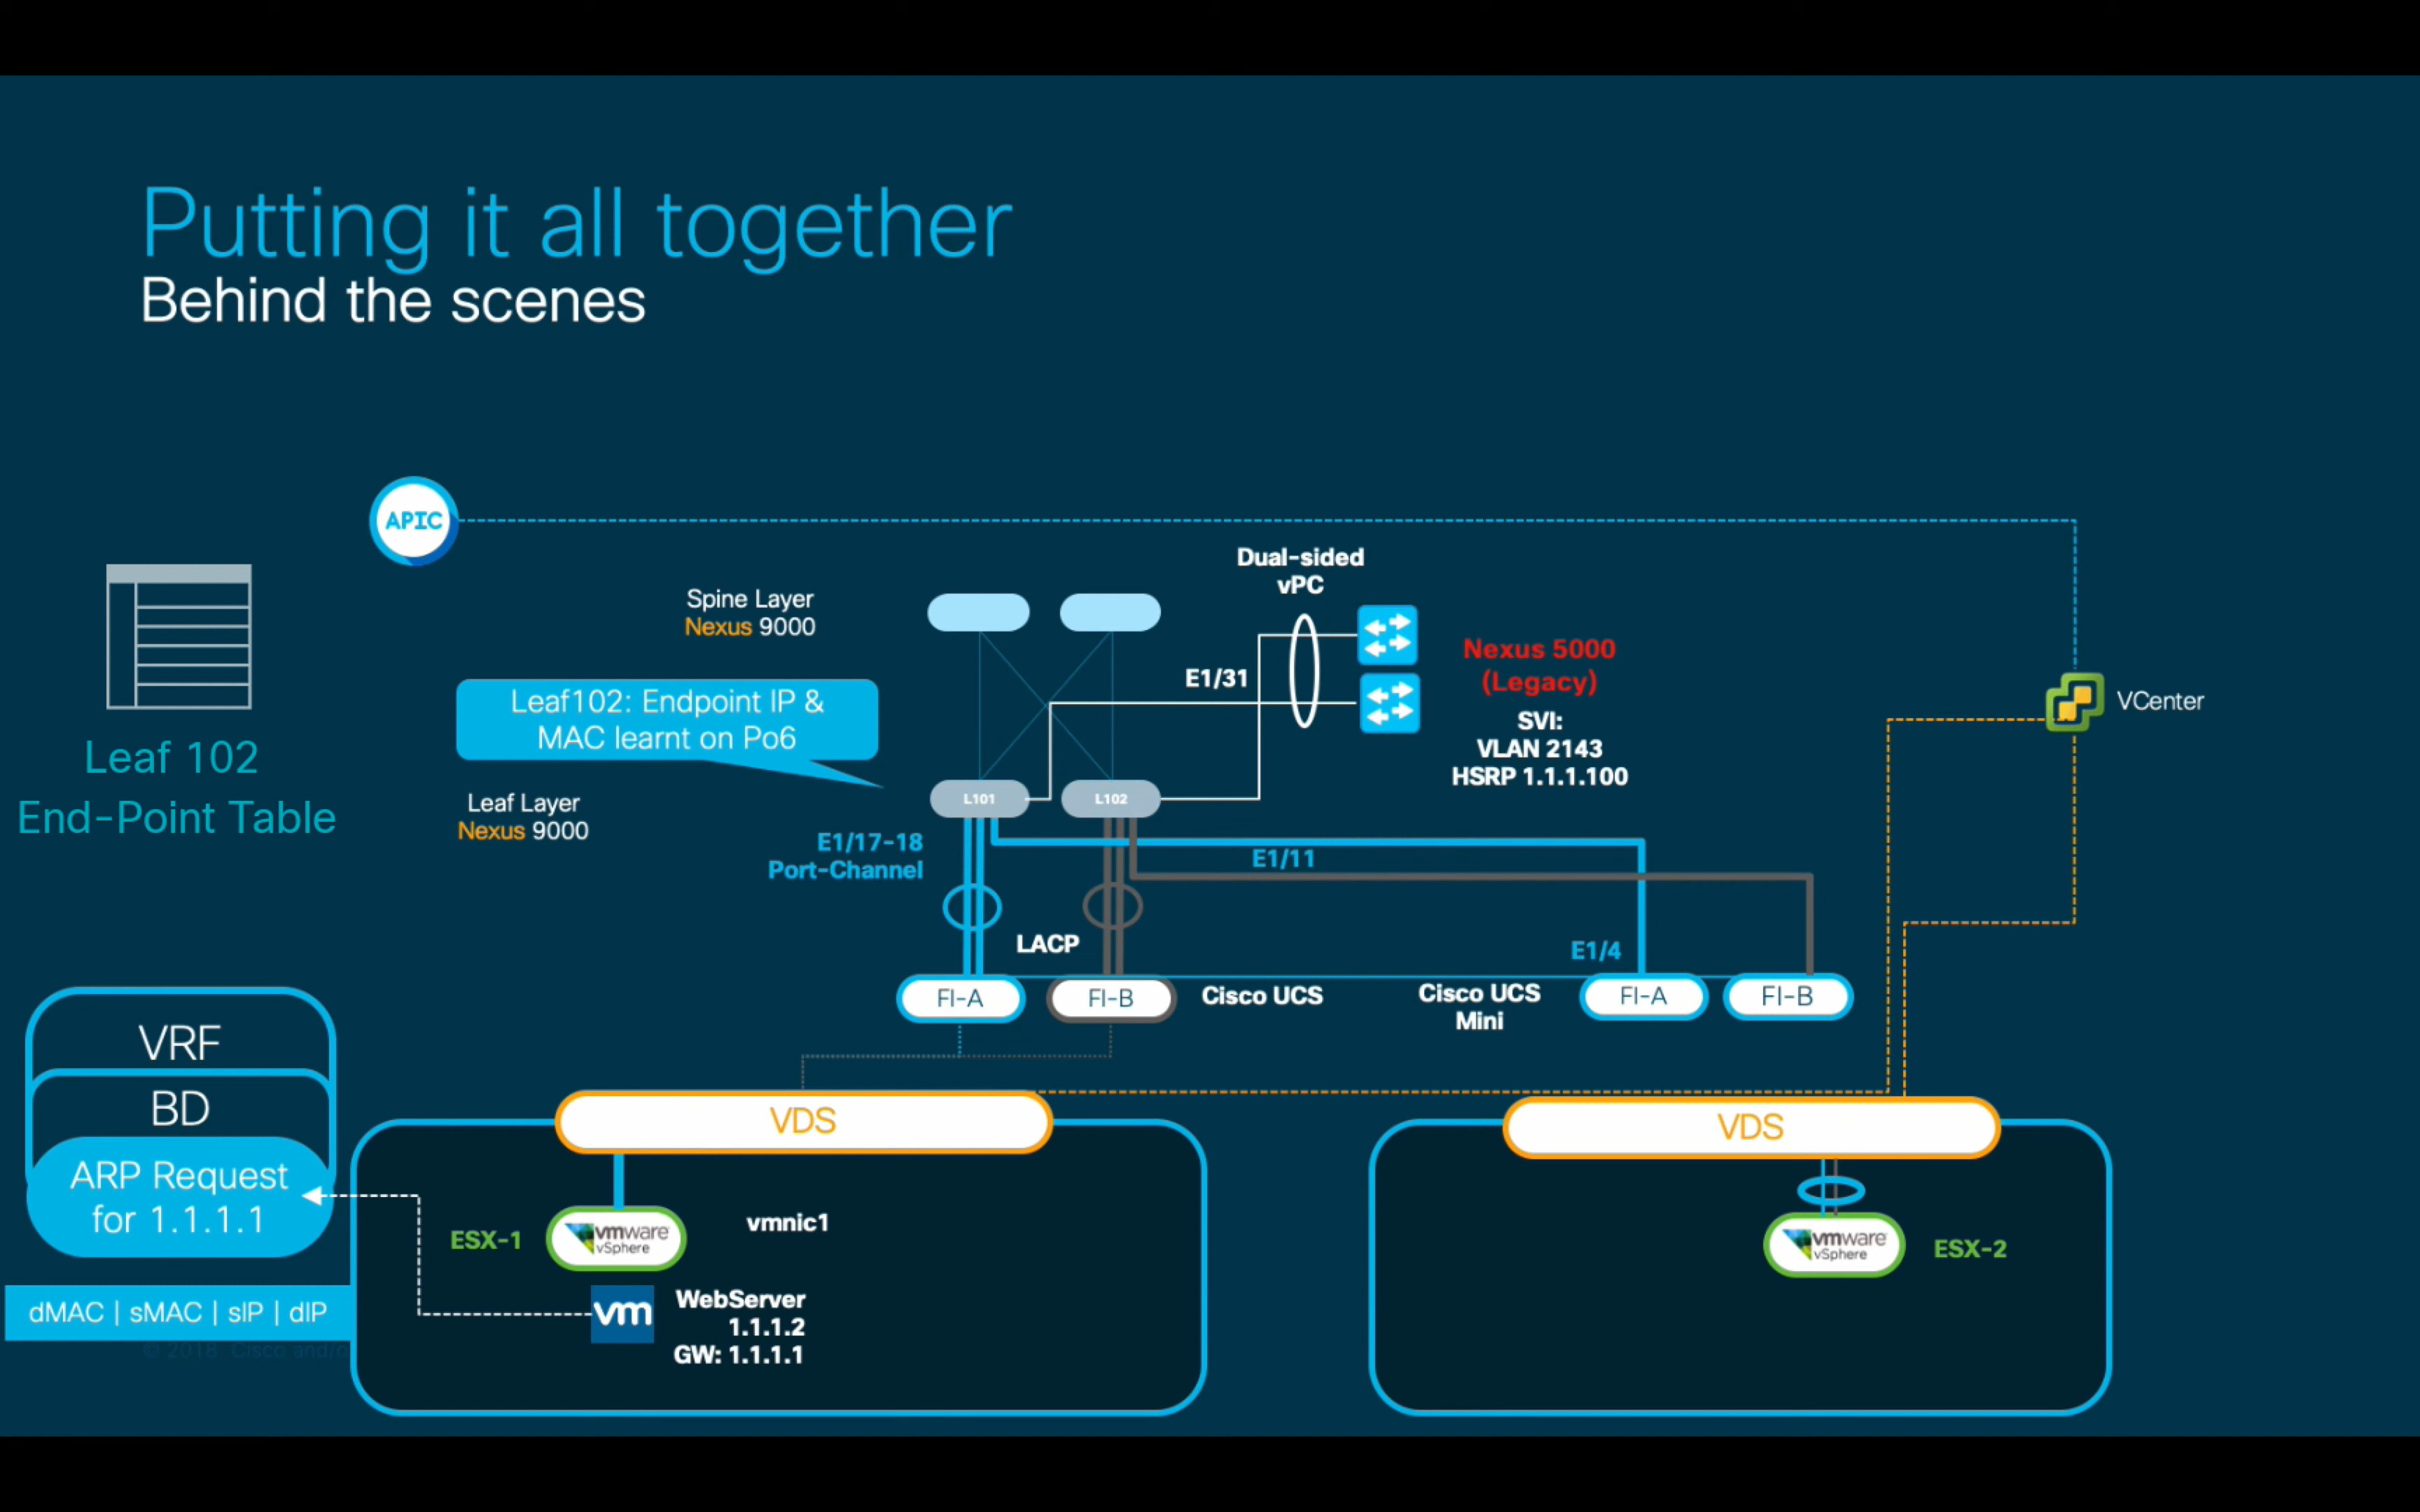 Putting it all together
Behind the scenes
APIC
Dual-sided
vPC
Spine Layer
Nexus 9000
E1/31
Nexus 5000
(Legacy)
SVI:
VLAN 2143
HSRP 1.1.1.100
VCenter
Leaf102: Endpoint IP &
MAC learnt on Po6
Leaf 102
End-Point Table
Leaf Layer
Nexus 9000
L101
L102
E1/17-18
Port-Channel
E1/11
LACP
E1/4
FI-A
FI-B
Cisco UCS
Cisco UCS
Mini
FI-A
FI-B
VRF
BD
ARP Request
for 1.1.1.1
dMAC | sMAC | sIP | dIP
© 2018 Cisco and/o
VDS
ESX-1
vmware
vSphere
vmnic1
vm
WebServer
1.1.1.2
GW: 1.1.1.1
VDS
vmware
vSphere
ESX-2